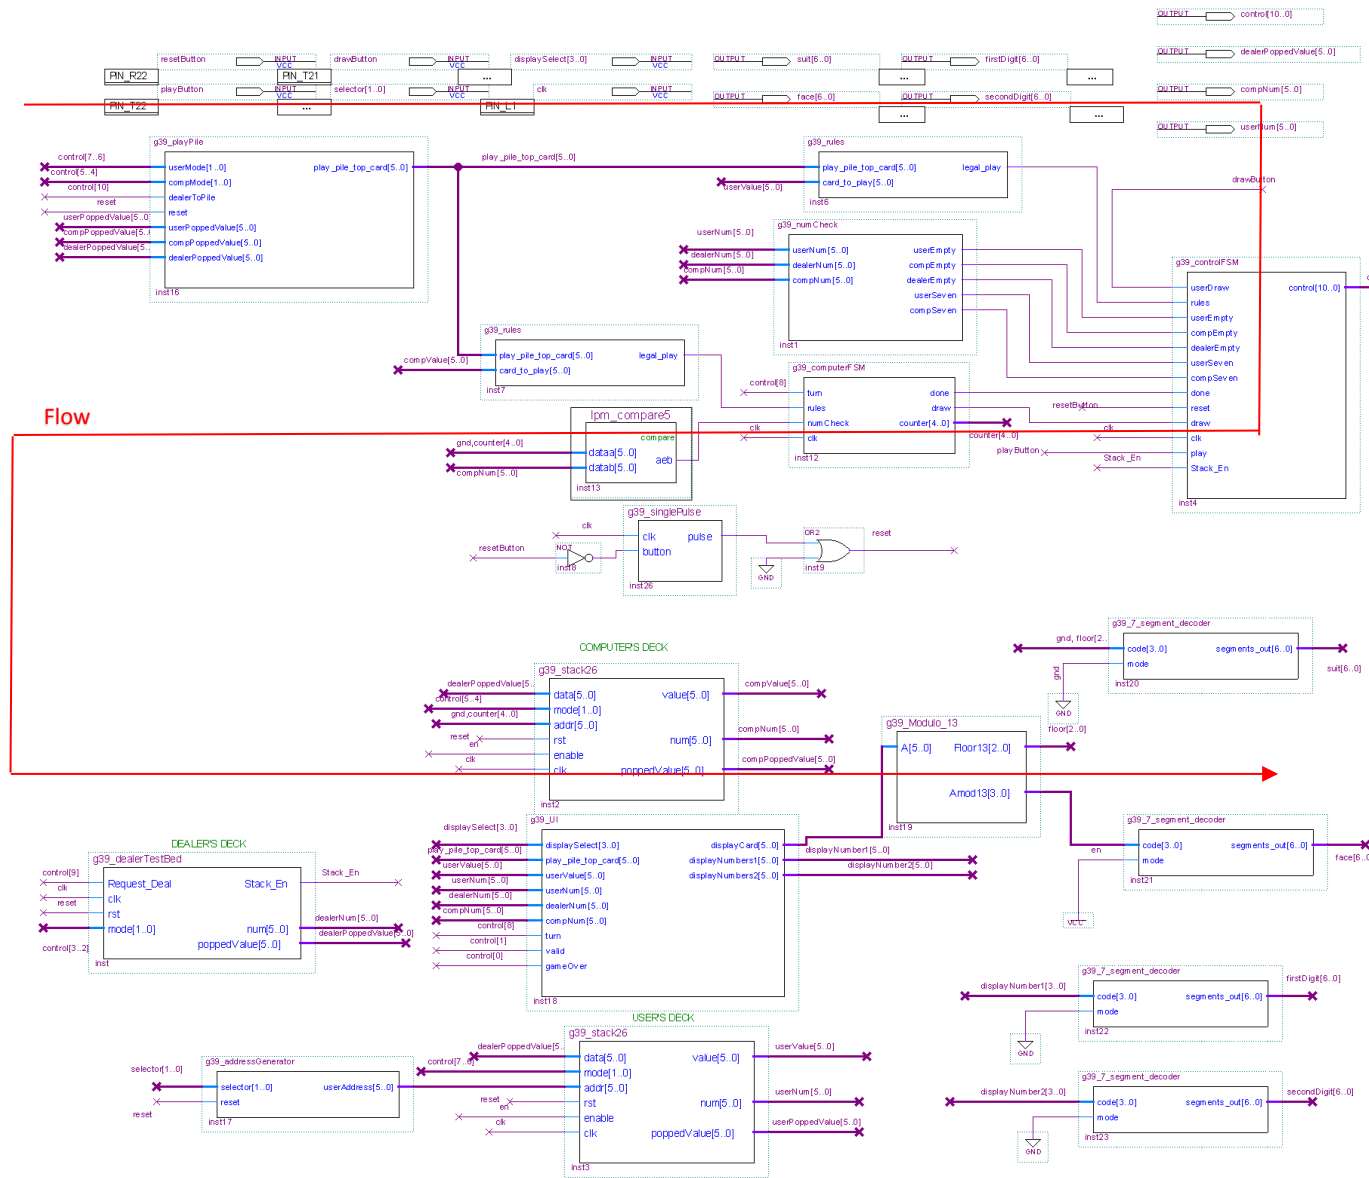 OUTPUT control[10..0]
resetButton INPUT VCC drawButton INPUT VCC displaySelect[3..0] INPUT VCC OUTPUT suit[6..0] OUTPUT firstDigit[6..0] OUTPUT dealerPoppedValue[5..0]
PIN_R22 PIN_T21 ... ... ...
playButton INPUT VCC selector[1..0] INPUT VCC clk INPUT VCC OUTPUT face[6..0] OUTPUT secondDigit[6..0] OUTPUT compNum[5..0]
PIN_T22 ... PIN_L1 ... ...
OUTPUT userNum[5..0]
g39_playPile
control[7..6] userMode[1..0] play_pile_top_card[5..0]
control[5..4] compMode[1..0]
control[10] dealerToPile
reset reset
userPoppedValue[5..0] userPoppedValue[5..0]
compPoppedValue[5.. compPoppedValue[5..0]
dealerPoppedValue[5.. dealerPoppedValue[5..0]
inst16
play_pile_top_card[5..0]
g39_rules
play_pile_top_card[5..0] legal_play
userValue[5..0] card_to_play[5..0]
inst6
drawButton
g39_numCheck
userNum[5..0] userNum[5..0] userEmpty
dealerNum[5..0] dealerNum[5..0] compEmpty
compNum[5..0] compNum[5..0] dealerEmpty
userSeven
compSeven
inst1
g39_controlFSM
userDraw control[10..0]
rules
userEmpty
compEmpty
dealerEmpty
userSeven
compSeven
done
resetButton reset
draw
clk clk
playButton play
Stack_En Stack_En
inst4
g39_rules
play_pile_top_card[5..0] legal_play
compValue[5..0] card_to_play[5..0]
inst7
g39_computerFSM
control[8] turn done
rules draw
numCheck counter[4..0]
clk clk counter[4..0]
inst12
Flow
lpm_compare5
compare
gnd,counter[4..0] dataa[5..0] aeb
compNum[5..0] datab[5..0]
inst13
g39_singlePulse
clk clk pulse
resetButton NOT inst8 button
inst26
OR2 reset
GND inst9
COMPUTER'S DECK
g39_stack26
dealerPoppedValue[5.. data[5..0] value[5..0] compValue[5..0]
control[5..4] mode[1..0]
gnd,counter[4..0] addr[5..0]
reset rst num[5..0] compNum[5..0]
en enable
clk clk poppedValue[5..0] compPoppedValue[5..0]
inst2
g39_7_segment_decoder
gnd, floor[2.. code[3..0] segments_out[6..0] suit[6..0]
gnd mode
inst20
GND
g39_Modulo_13
A[5..0] Floor13[2..0] floor[2..0]
Amod13[3..0]
inst19
g39_7_segment_decoder
code[3..0] segments_out[6..0] face[6..0]
en mode
inst21
VCC
g39_UI
displaySelect[3..0] displaySelect[3..0] displayCard[5..0]
play_pile_top_card[5..0] play_pile_top_card[5..0] displayNumbers1[5..0] displayNumber1[5..0]
userValue[5..0] userValue[5..0] displayNumbers2[5..0] displayNumber2[5..0]
userNum[5..0] userNum[5..0]
dealerNum[5..0] dealerNum[5..0]
compNum[5..0] compNum[5..0]
control[8] turn
control[1] valid
control[0] gameOver
inst18
DEALER'S DECK
g39_dealerTestBed
control[9] Request_Deal Stack_En Stack_En
clk clk
reset rst
control[3..2] mode[1..0] num[5..0] dealerNum[5..0]
poppedValue[5..0] dealerPoppedValue[5..0]
inst
g39_7_segment_decoder
displayNumber1[3..0] code[3..0] segments_out[6..0] firstDigit[6..0]
mode
inst22
GND
USER'S DECK
g39_stack26
dealerPoppedValue[5.. data[5..0] value[5..0] userValue[5..0]
control[7.. mode[1..0]
addr[5..0]
reset rst num[5..0] userNum[5..0]
en enable
clk clk poppedValue[5..0] userPoppedValue[5..0]
inst3
g39_addressGenerator
selector[1..0] selector[1..0] userAddress[5..0]
reset reset
inst17
g39_7_segment_decoder
displayNumber2[3..0] code[3..0] segments_out[6..0] secondDigit[6..0]
mode
inst23
GND